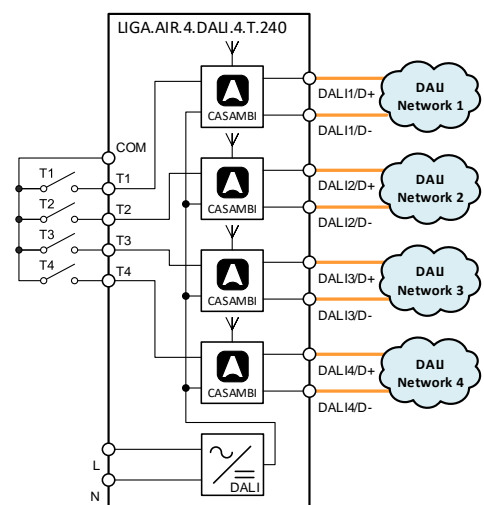 LIGA.AIR.4.DALI.4.T.240
CASAMBI
DALI1/D+
DALI1/D-
DALI
Network 1
COM
T1
T1
CASAMBI
DALI2/D+
DALI2/D-
DALI
Network 2
T2
T2
T3
T3
CASAMBI
DALI3/D+
DALI3/D-
DALI
Network 3
T4
T4
CASAMBI
DALI4/D+
DALI4/D-
DALI
Network 4
L
N
DALI